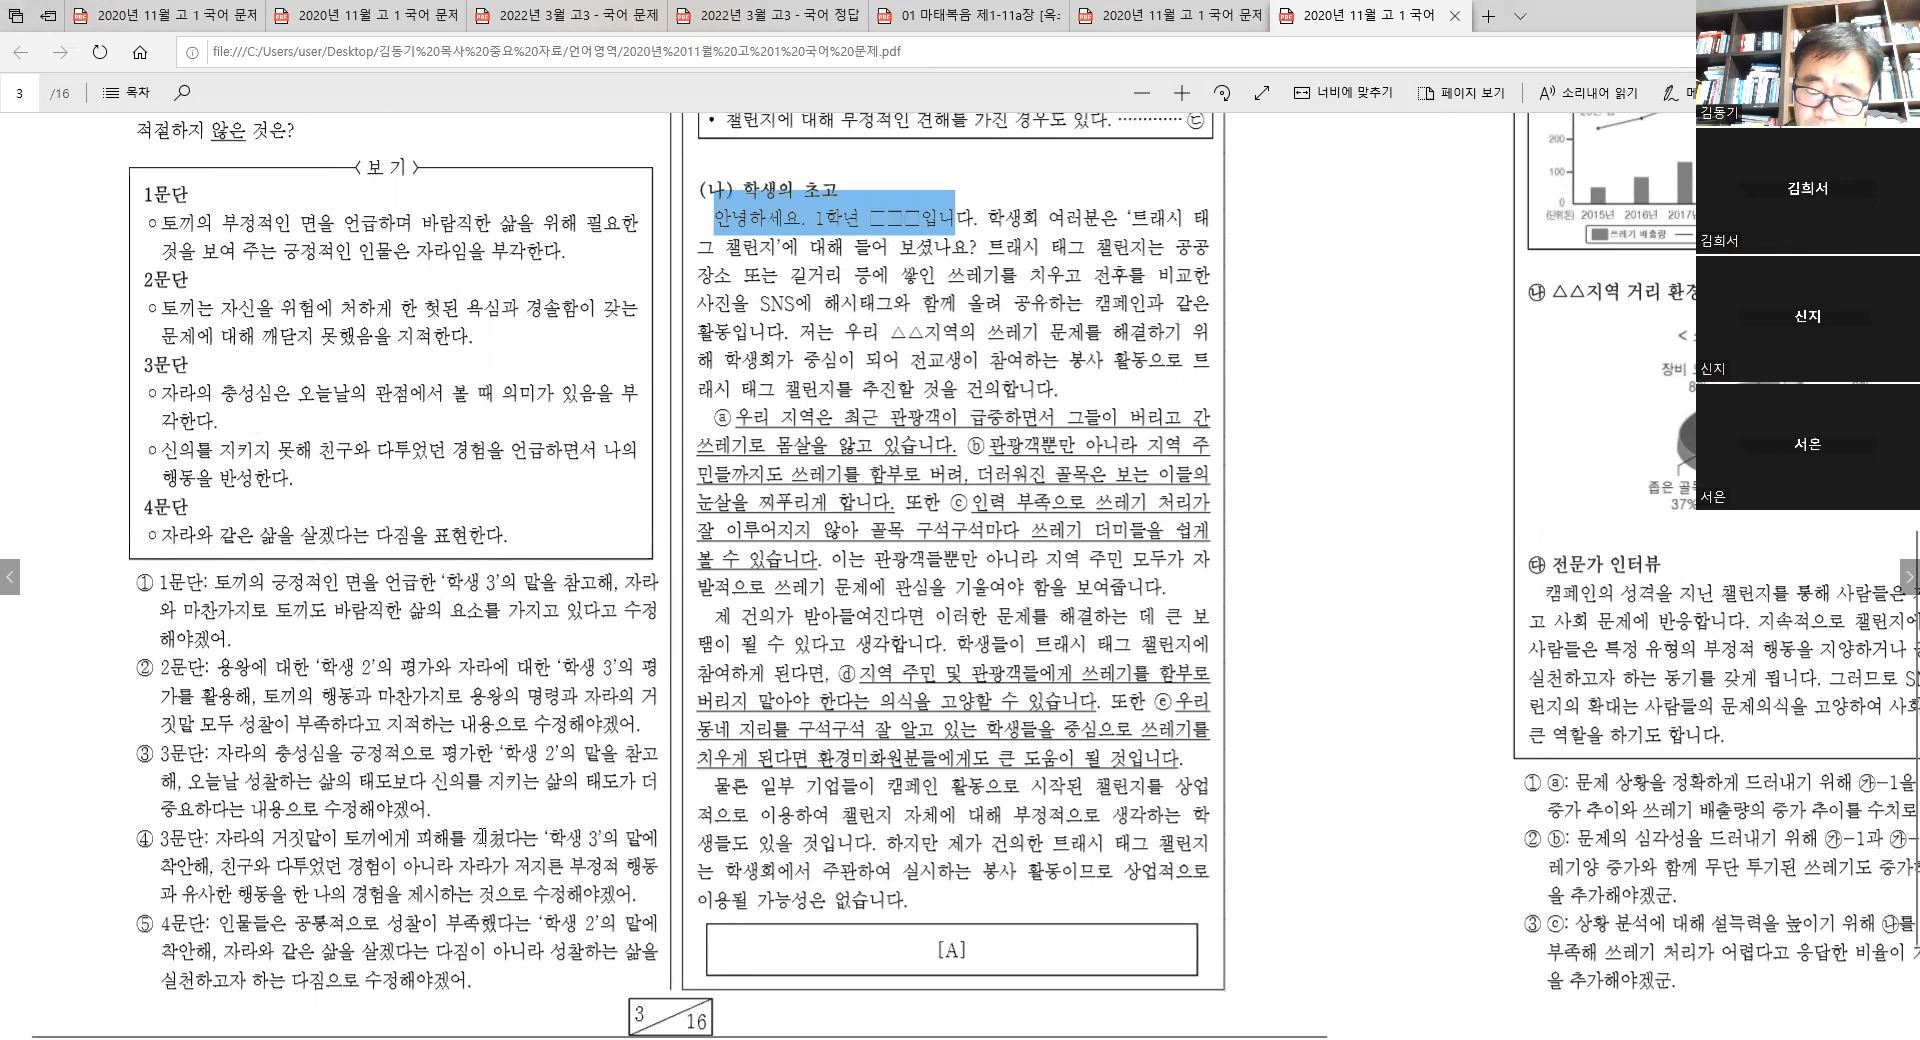 2020년 11월 고 1 국어 문제
2020년 11월 고 1 국어 문제
2022년 3월 고3 - 국어 문제
2022년 3월 고3 - 국어 정답
01 마태복음 제1-11a장 [옥
2020년 11월 고 1 국어 문제
2020년 11월 고 1 국어
file:///C:/Users/user/Desktop/김동기%20목사%20중요%20자료/언어영역/2020년%2011월%20고%201%20국어%20문제.pdf
3 /16 목차 너비에 맞추기 페이지 보기 소리내어 읽기
적절하지 않은 것은?
<보 기>
1문단
○토끼의 부정적인 면을 언급하며 바람직한 삶을 위해 필요한
것을 보여 주는 긍정적인 인물은 자라임을 부각한다.
2문단
○토끼는 자신을 위험에 처하게 한 헛된 욕심과 경솔함이 갖는
문제에 대해 깨닫지 못했음을 지적한다.
3문단
○자라의 충성심은 오늘날의 관점에서 볼 때 의미가 있음을 부
각한다.
○신의를 지키지 못해 친구와 다투었던 경험을 언급하면서 나의
행동을 반성한다.
4문단
○자라와 같은 삶을 살겠다는 다짐을 표현한다.
① 1문단: 토끼의 긍정적인 면을 언급한 ‘학생 3’의 말을 참고해, 자라
와 마찬가지로 토끼도 바람직한 삶의 요소를 가지고 있다고 수정
해야겠어.
② 2문단: 용왕에 대한 ‘학생 2’의 평가와 자라에 대한 ‘학생 3’의 평
가를 활용해, 토끼의 행동과 마찬가지로 용왕의 명령과 자라의 거
짓말 모두 성찰이 부족하다고 지적하는 내용으로 수정해야겠어.
③ 3문단: 자라의 충성심을 긍정적으로 평가한 ‘학생 2’의 말을 참고
해, 오늘날 성찰하는 삶의 태도보다 신의를 지키는 삶의 태도가 더
중요하다는 내용으로 수정해야겠어.
④ 3문단: 자라의 거짓말이 토끼에게 피해를 끼쳤다는 ‘학생 3’의 말에
착안해, 친구와 다투었던 경험이 아니라 자라가 저지른 부정적 행동
과 유사한 행동을 한 나의 경험을 제시하는 것으로 수정해야겠어.
⑤ 4문단: 인물들은 공통적으로 성찰이 부족했다는 ‘학생 2’의 말에
착안해, 자라와 같은 삶을 살겠다는 다짐이 아니라 성찰하는 삶을
실천하고자 하는 다짐으로 수정해야겠어.
• 챌린지에 대해 부정적인 견해를 가진 경우도 있다. ············ ㉢
(나) 학생의 초고
안녕하세요. 1학년 □□□입니다. 학생회 여러분은 ‘트래시 태
그 챌린지’에 대해 들어 보셨나요? 트래시 태그 챌린지는 공공
장소 또는 길거리 등에 쌓인 쓰레기를 치우고 전후를 비교한
사진을 SNS에 해시태그와 함께 올려 공유하는 캠페인과 같은
활동입니다. 저는 우리 △△지역의 쓰레기 문제를 해결하기 위
해 학생회가 중심이 되어 전교생이 참여하는 봉사 활동으로 트
래시 태그 챌린지를 추진할 것을 건의합니다.
ⓐ우리 지역은 최근 관광객이 급증하면서 그들이 버리고 간
쓰레기로 몸살을 앓고 있습니다. ⓑ관광객뿐만 아니라 지역 주
민들까지도 쓰레기를 함부로 버려, 더러워진 골목은 보는 이들의
눈살을 찌푸리게 합니다. 또한 ⓒ인력 부족으로 쓰레기 처리가
잘 이루어지지 않아 골목 구석구석마다 쓰레기 더미들을 쉽게
볼 수 있습니다. 이는 관광객들뿐만 아니라 지역 주민 모두가 자
발적으로 쓰레기 문제에 관심을 기울여야 함을 보여줍니다.
제 건의가 받아들여진다면 이러한 문제를 해결하는 데 큰 보
탬이 될 수 있다고 생각합니다. 학생들이 트래시 태그 챌린지에
참여하게 된다면, ⓓ지역 주민 및 관광객들에게 쓰레기를 함부로
버리지 말아야 한다는 의식을 고양할 수 있습니다. 또한 ⓔ우리
동네 지리를 구석구석 잘 알고 있는 학생들을 중심으로 쓰레기를
치우게 된다면 환경미화원분들에게도 큰 도움이 될 것입니다.
물론 일부 기업들이 캠페인 활동으로 시작된 챌린지를 상업
적으로 이용하여 챌린지 자체에 대해 부정적으로 생각하는 학
생들도 있을 것입니다. 하지만 제가 건의한 트래시 태그 챌린지
는 학생회에서 주관하여 실시하는 봉사 활동이므로 상업적으로
이용될 가능성은 없습니다.
[A]
3
16
200
100
0
(단위:톤) 2015년 2016년 2017
쓰레기 배출량
㉯ △△지역 거리 환경
장비
좁은 골
37%
㉰ 전문가 인터뷰
캠페인의 성격을 지닌 챌린지를 통해 사람들은
고 사회 문제에 반응합니다. 지속적으로 챌린지에
사람들은 특정 유형의 부정적 행동을 지양하거나
실천하고자 하는 동기를 갖게 됩니다. 그러므로 SN
린지의 확대는 사람들의 문제의식을 고양하여 사회
큰 역할을 하기도 합니다.
① ⓐ: 문제 상황을 정확하게 드러내기 위해 ㉮-1을
증가 추이와 쓰레기 배출량의 증가 추이를 수치로
② ⓑ: 문제의 심각성을 드러내기 위해 ㉮-1과 ㉮-
레기양 증가와 함께 무단 투기된 쓰레기도 증가
을 추가해야겠군.
③ ⓒ: 상황 분석에 대해 설득력을 높이기 위해 ㉯를
부족해 쓰레기 처리가 어렵다고 응답한 비율이
을 추가해야겠군.
김동기
김희서
김희서
신지
신지
서은
서은